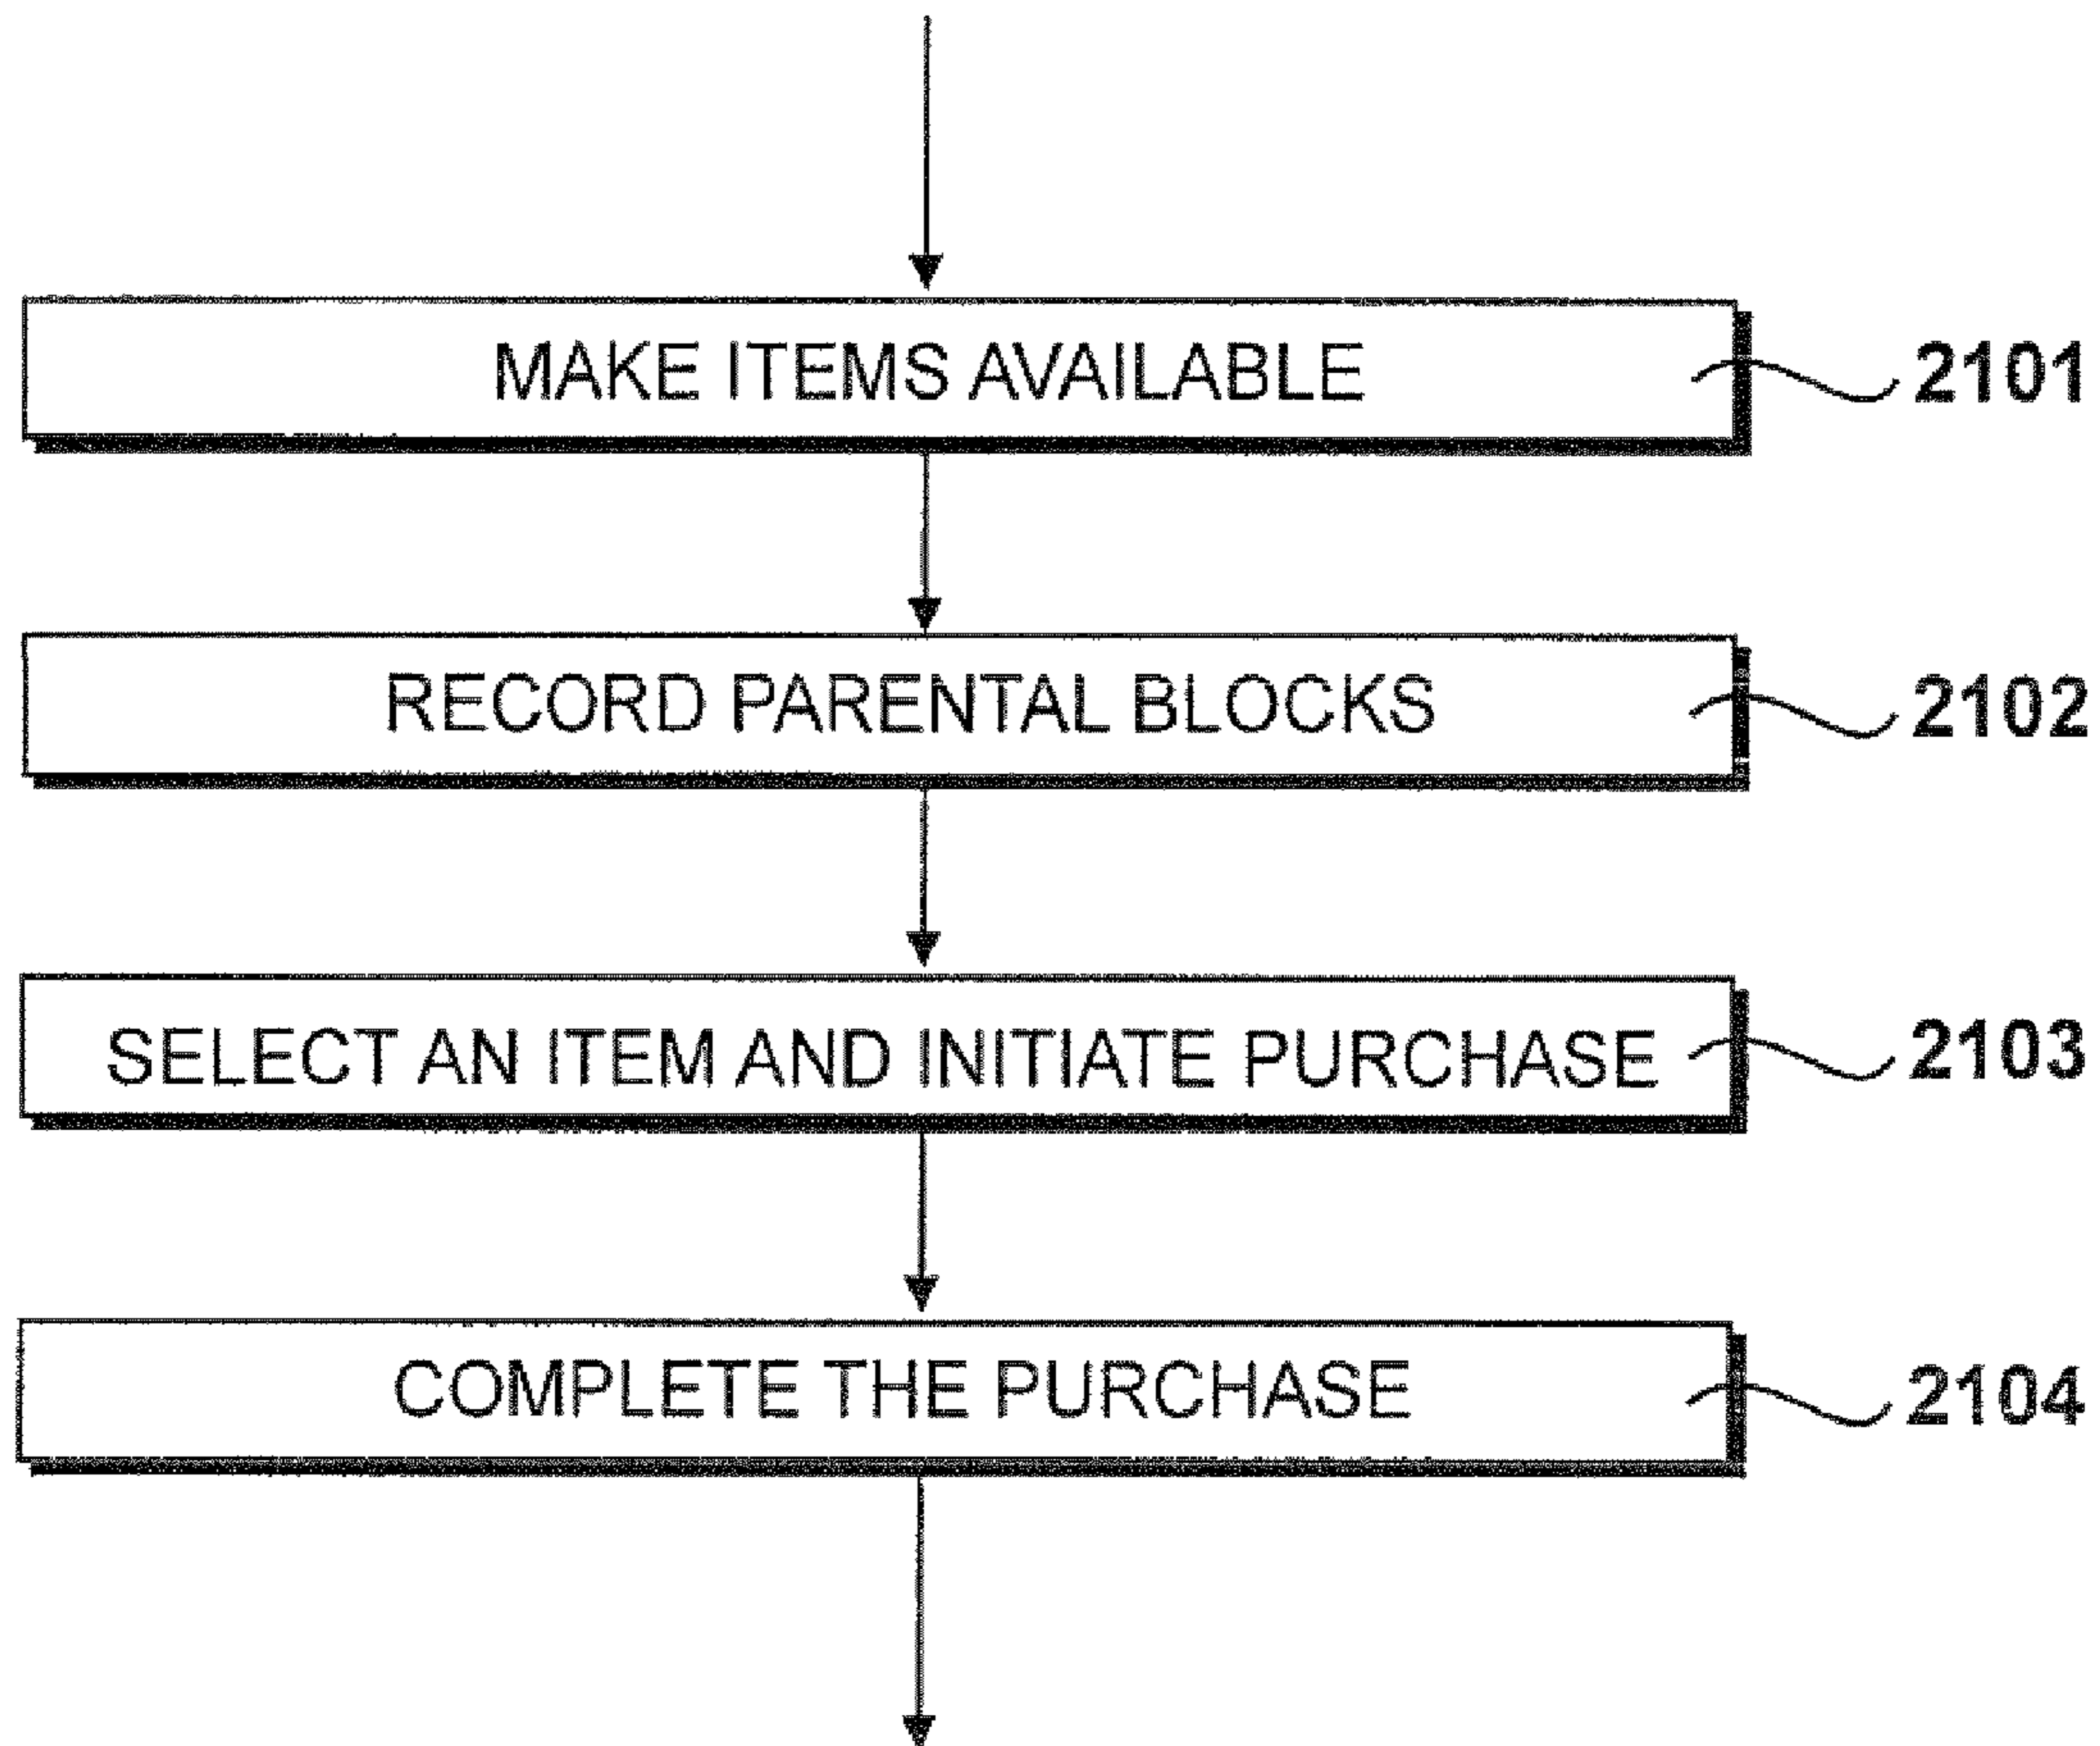 MAKE ITEMS AVAILABLE 2101
RECORD PARENTAL BLOCKS 2102
SELECT AN ITEM AND INITIATE PURCHASE 2103
COMPLETE THE PURCHASE 2104